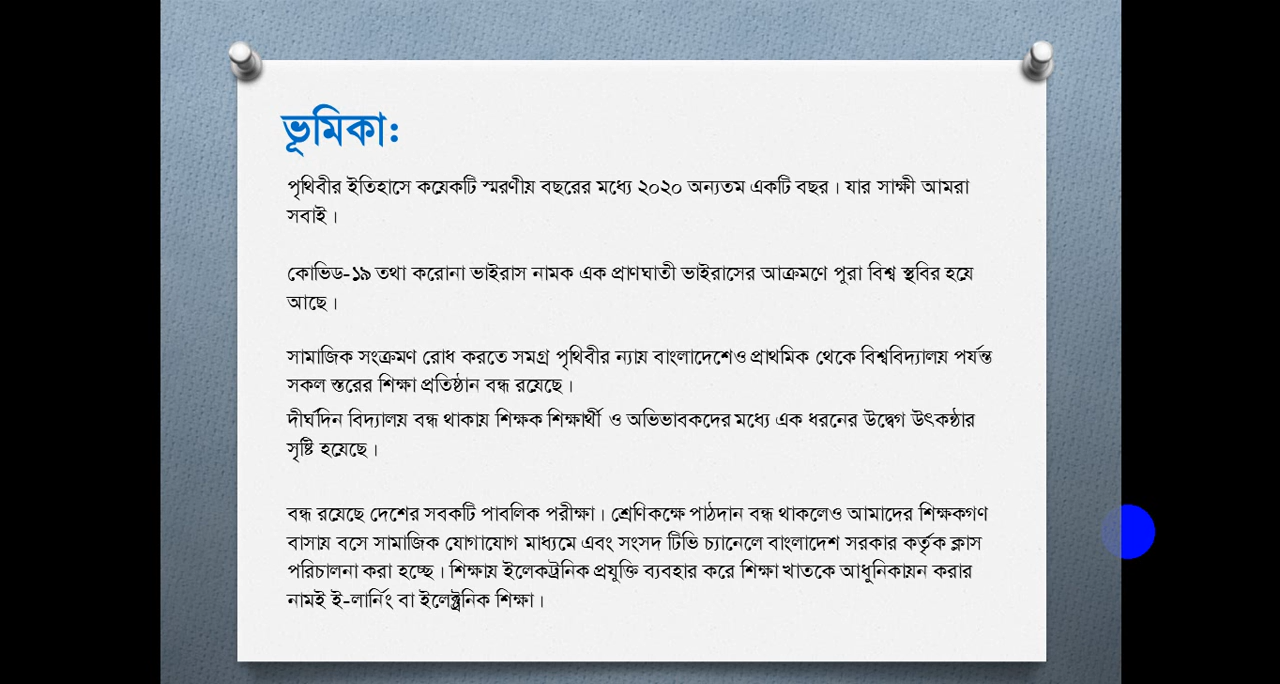 ভূমিকা:
পৃথিবীর ইতিহাসে কয়েকটি স্মরণীয় বছরের মধ্যে ২০২০ অন্যতম একটি বছর। যার সাক্ষী আমরা
সবাই।
কোভিড-১৯ তথা করোনা ভাইরাস নামক এক প্রাণঘাতী ভাইরাসের আক্রমণে পুরা বিশ্ব স্থবির হয়ে
আছে।
সামাজিক সংক্রমণ রোধ করতে সমগ্র পৃথিবীর ন্যায় বাংলাদেশেও প্রাথমিক থেকে বিশ্ববিদ্যালয় পর্যন্ত
সকল স্তরের শিক্ষা প্রতিষ্ঠান বন্ধ রয়েছে।
দীর্ঘদিন বিদ্যালয় বন্ধ থাকায় শিক্ষক শিক্ষার্থী ও অভিভাবকদের মধ্যে এক ধরনের উদ্বেগ উৎকন্ঠার
সৃষ্টি হয়েছে।
বন্ধ রয়েছে দেশের সবকটি পাবলিক পরীক্ষা। শ্রেণিকক্ষে পাঠদান বন্ধ থাকলেও আমাদের শিক্ষকগণ
বাসায় বসে সামাজিক যোগাযোগ মাধ্যমে এবং সংসদ টিভি চ্যানেলে বাংলাদেশ সরকার কর্তৃক ক্লাস
পরিচালনা করা হচ্ছে। শিক্ষায় ইলেকট্রনিক প্রযুক্তি ব্যবহার করে শিক্ষা খাতকে আধুনিকায়ন করার
নামই ই-লার্নিং বা ইলেক্ট্রনিক শিক্ষা।